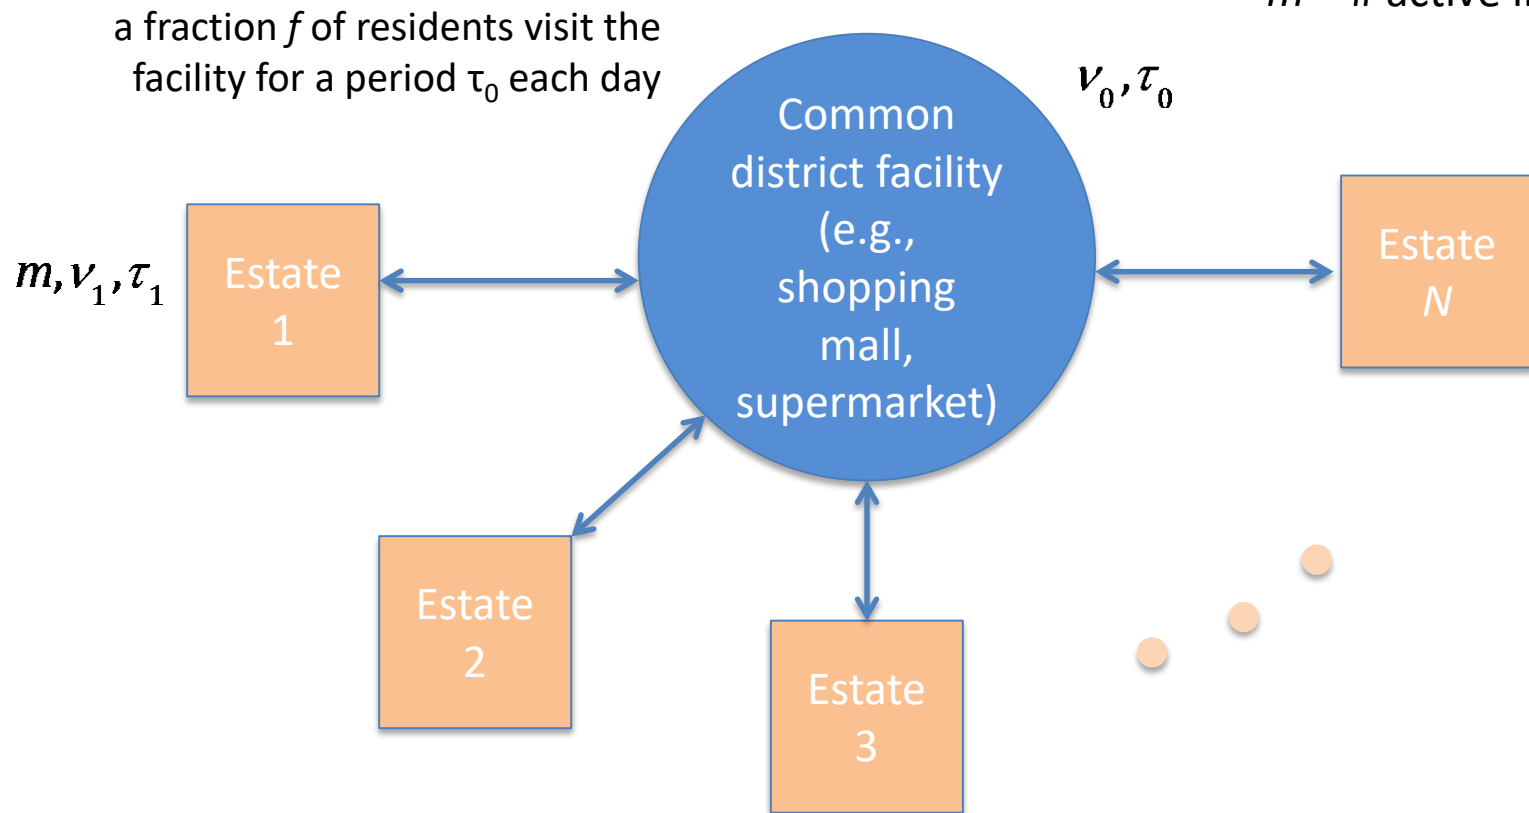 a fraction f of residents visit the
facility for a period τ₀ each day
ν₀, τ₀
Common
district facility
(e.g.,
shopping
mall,
supermarket)
m, ν₁, τ₁
Estate
1
Estate
N
Estate
2
Estate
3